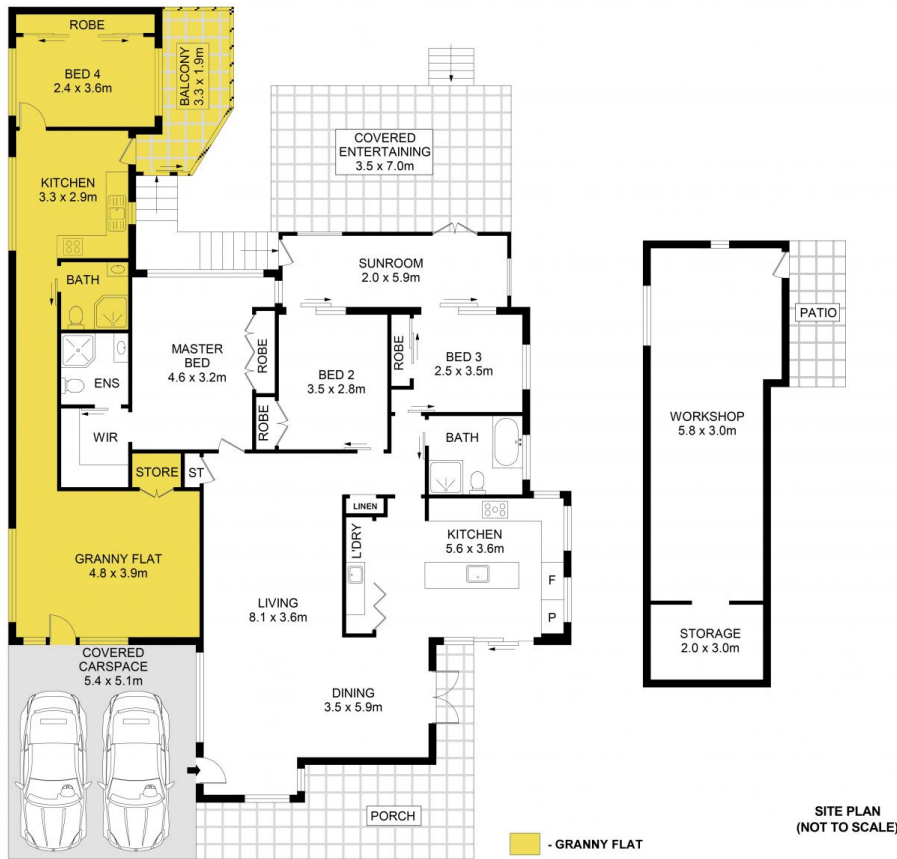 ROBE
BED 4
2.4 x 3.6m
BALCONY
3.3 x 1.9m
KITCHEN
3.3 x 2.9m
COVERED
ENTERTAINING
3.5 x 7.0m
SUNROOM
2.0 x 5.9m
BATH
ENS
WIR
MASTER
BED
4.6 x 3.2m
ROBE
ROBE
BED 2
3.5 x 2.8m
ROBE
BED 3
2.5 x 3.5m
BATH
STORE
ST
LINEN
L'DRY
KITCHEN
5.6 x 3.6m
F
P
GRANNY FLAT
4.8 x 3.9m
LIVING
8.1 x 3.6m
DINING
3.5 x 5.9m
COVERED
CARSPACE
5.4 x 5.1m
PORCH
PATIO
WORKSHOP
5.8 x 3.0m
STORAGE
2.0 x 3.0m
- GRANNY FLAT
SITE PLAN
(NOT TO SCALE)